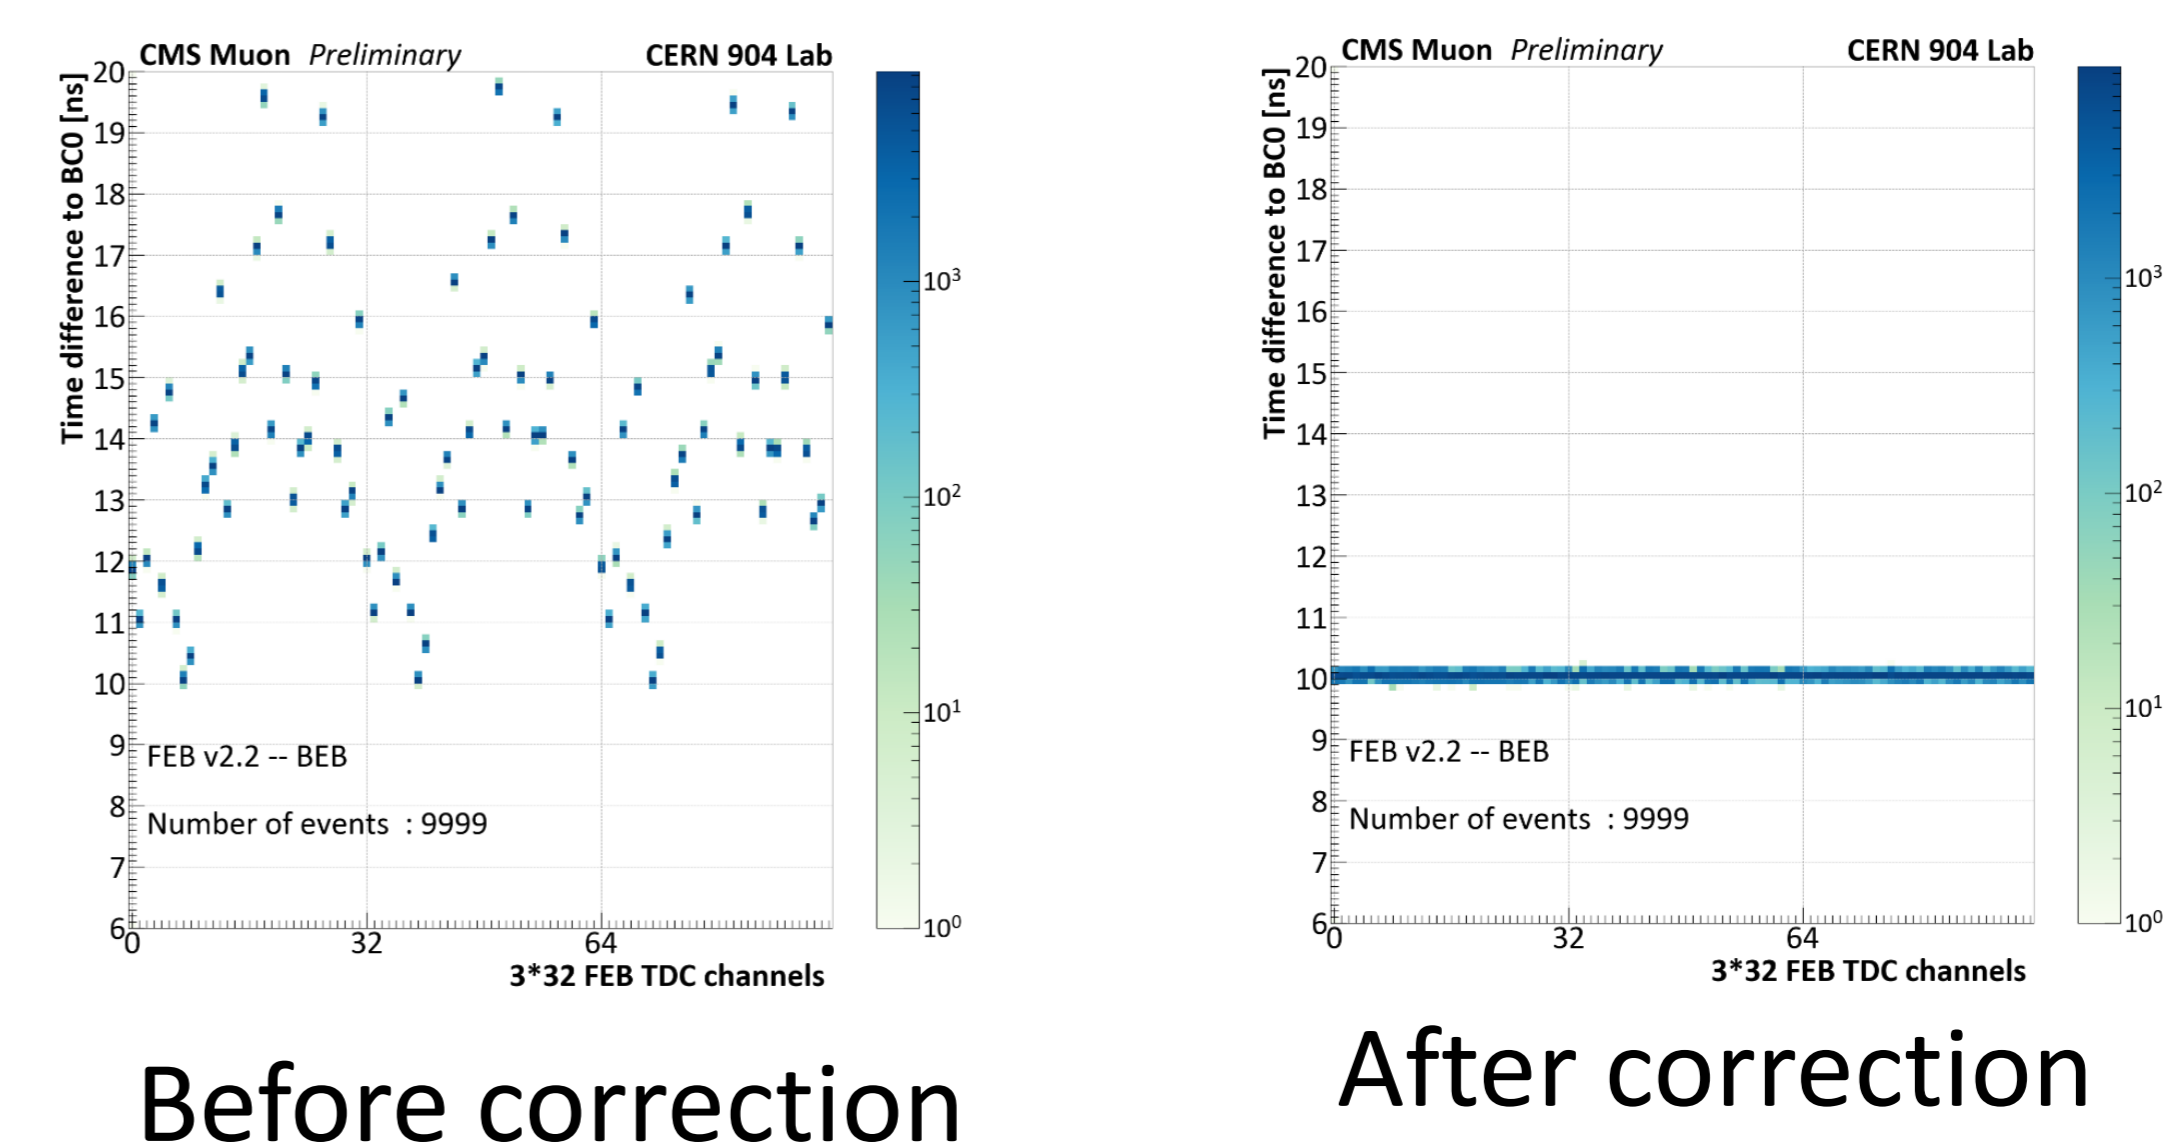 CMS Muon Preliminary CERN 904 Lab
Time difference to BC0 [ns]
20
19
18
17
16
15
14
13
12
11
10
9
8
7
6
FEB v2.2 -- BEB
Number of events : 9999
0 32 64
3*32 FEB TDC channels
10³
10²
10¹
10⁰
Before correction
CMS Muon Preliminary CERN 904 Lab
Time difference to BC0 [ns]
20
19
18
17
16
15
14
13
12
11
10
9
8
7
6
FEB v2.2 -- BEB
Number of events : 9999
0 32 64
3*32 FEB TDC channels
10³
10²
10¹
10⁰
After correction